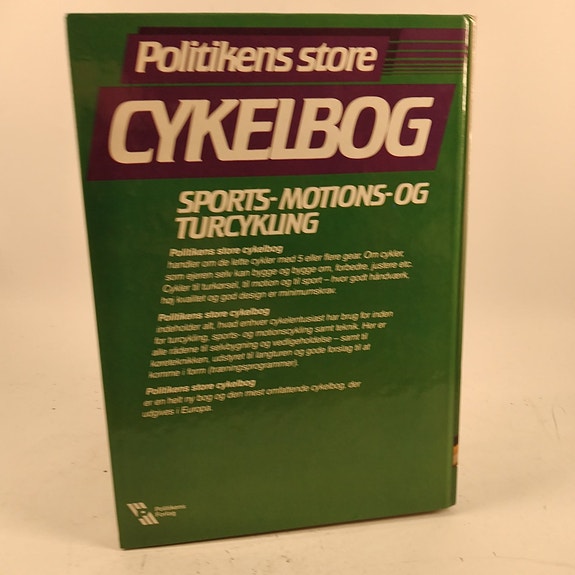 Politikens store
CYKELBOG
SPORTS-MOTIONS-OG
TURCYKLING
Politikens store cykelbog
handler om de lette cykler med 5 eller flere gear. Om cykler,
som ejeren selv kan bygge og bygge om, forbedre, justere etc.
Cykler til turkørsel, til motion og til sport – hvor godt håndværk,
høj kvalitet og god design er minimumskrav.
Politikens store cykelbog
indeholder alt, hvad enhver cykelentusiast har brug for inden
for turcykling, sports- og motionscykling samt teknik. Her er
alle rådene til selvbygning og vedligeholdelse – samt til
køreteknikken, udstyret til langturen og gode forslag til at
komme i form (træningsprogrammer).
Politikens store cykelbog
er en helt ny bog og den mest omfattende cykelbog, der
udgives i Europa.
Politikens
Forlag